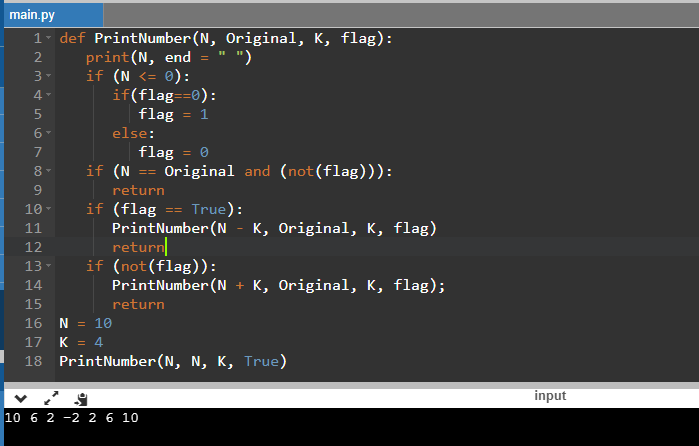 main.py
1 def PrintNumber(N, Original, K, flag):
2 print(N, end = " ")
3 if (N <= 0):
4 if(flag==0):
5 flag = 1
6 else:
7 flag = 0
8 if (N == Original and (not(flag))):
9 return
10 if (flag == True):
11 PrintNumber(N - K, Original, K, flag)
12 return
13 if (not(flag)):
14 PrintNumber(N + K, Original, K, flag);
15 return
16 N = 10
17 K = 4
18 PrintNumber(N, N, K, True)
input
10 6 2 -2 2 6 10